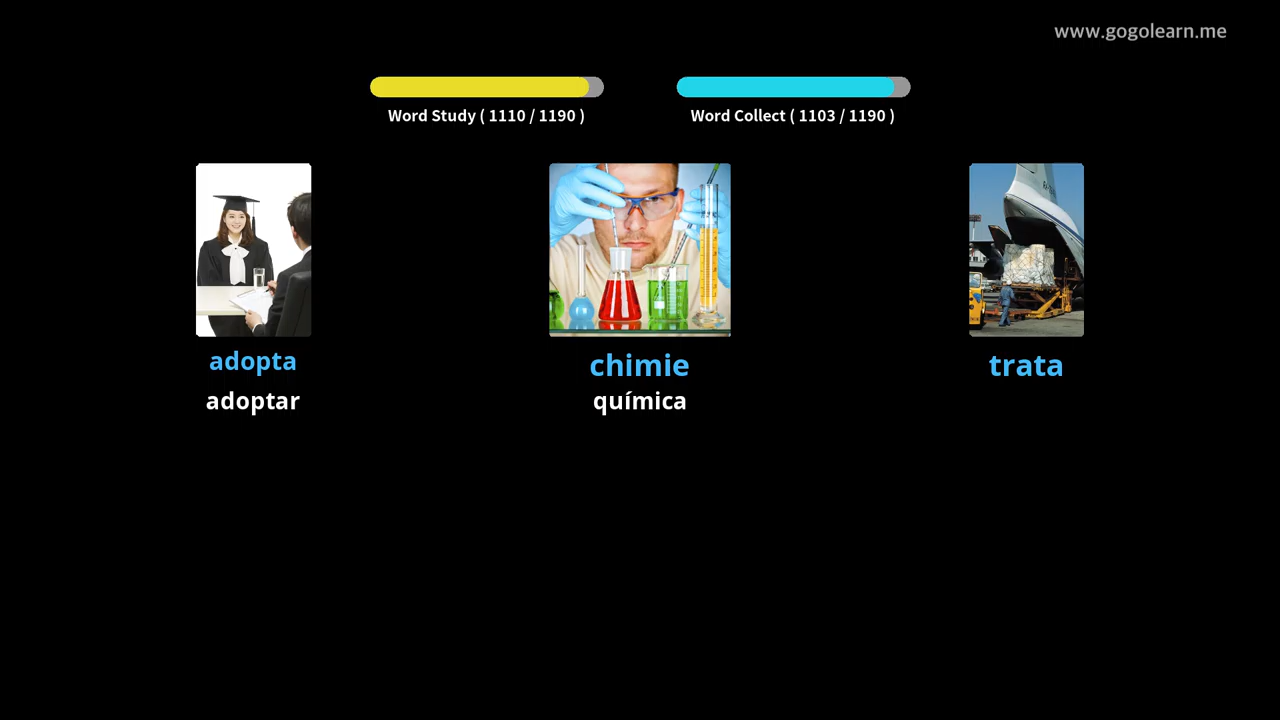 www.gogolearn.me
Word Study ( 1110 / 1190 )
Word Collect ( 1103 / 1190 )
adopta
chimie
trata
adoptar
química